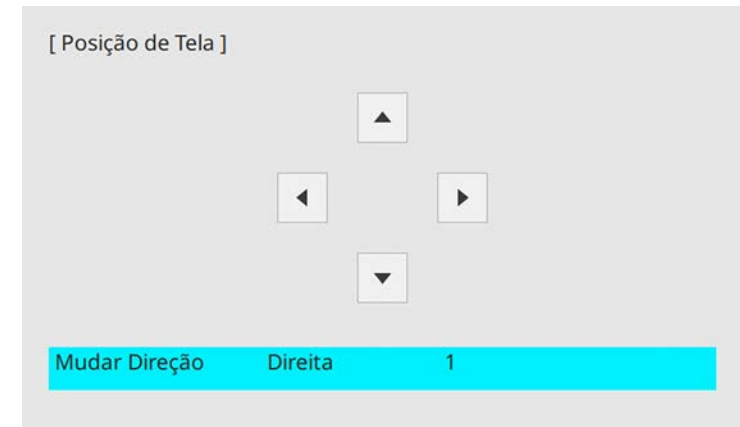 [ Posição de Tela ]
Mudar Direção Direita 1